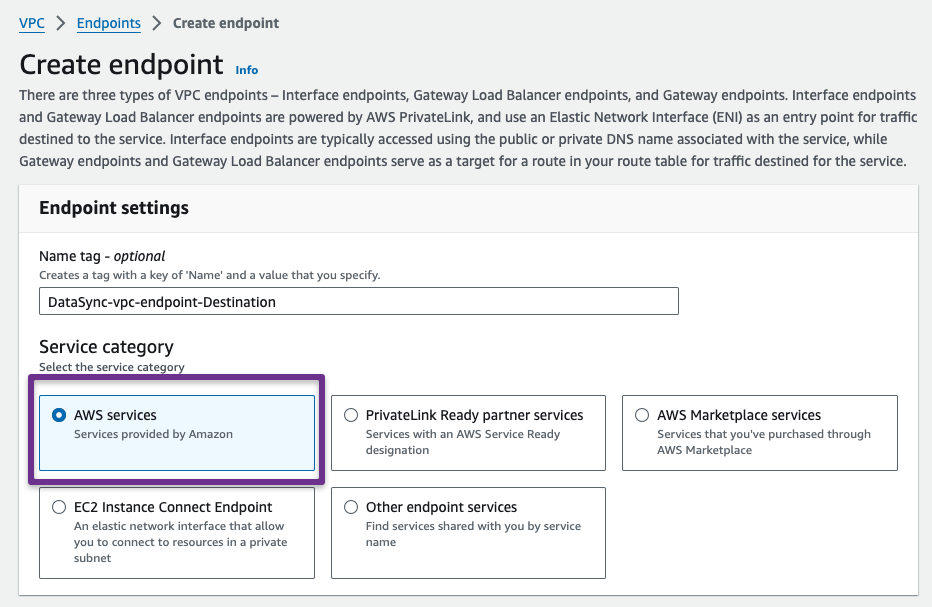 VPC > Endpoints > Create endpoint
Create endpoint Info
There are three types of VPC endpoints – Interface endpoints, Gateway Load Balancer endpoints, and Gateway endpoints. Interface endpoints
and Gateway Load Balancer endpoints are powered by AWS PrivateLink, and use an Elastic Network Interface (ENI) as an entry point for traffic
destined to the service. Interface endpoints are typically accessed using the public or private DNS name associated with the service, while
Gateway endpoints and Gateway Load Balancer endpoints serve as a target for a route in your route table for traffic destined for the service.
Endpoint settings
Name tag - optional
Creates a tag with a key of 'Name' and a value that you specify.
DataSync-vpc-endpoint-Destination
Service category
Select the service category
AWS services
Services provided by Amazon
PrivateLink Ready partner services
Services with an AWS Service Ready
designation
AWS Marketplace services
Services that you've purchased through
AWS Marketplace
EC2 Instance Connect Endpoint
An elastic network interface that allow
you to connect to resources in a private
subnet
Other endpoint services
Find services shared with you by service
name